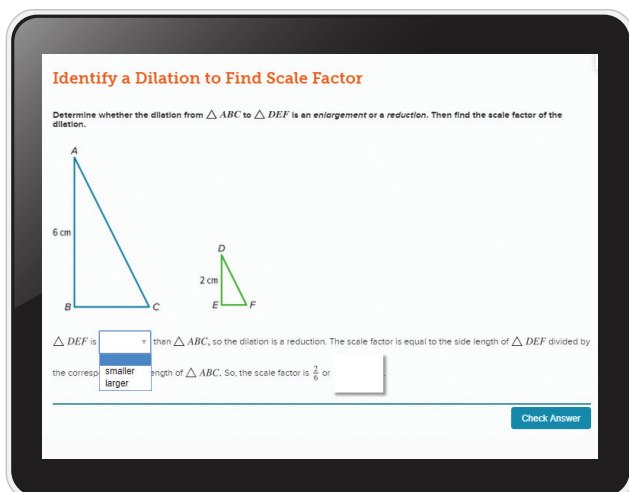 Identify a Dilation to Find Scale Factor
Determine whether the dilation from △ ABC to △ DEF is an enlargement or a reduction. Then find the scale factor of the
dilation.
A
6 cm
B
C
D
2 cm
E
F
△ DEF is than △ ABC, so the dilation is a reduction. The scale factor is equal to the side length of △ DEF divided by
the corresp ength of △ ABC. So, the scale factor is 2/6 or .
smaller
larger
Check Answer